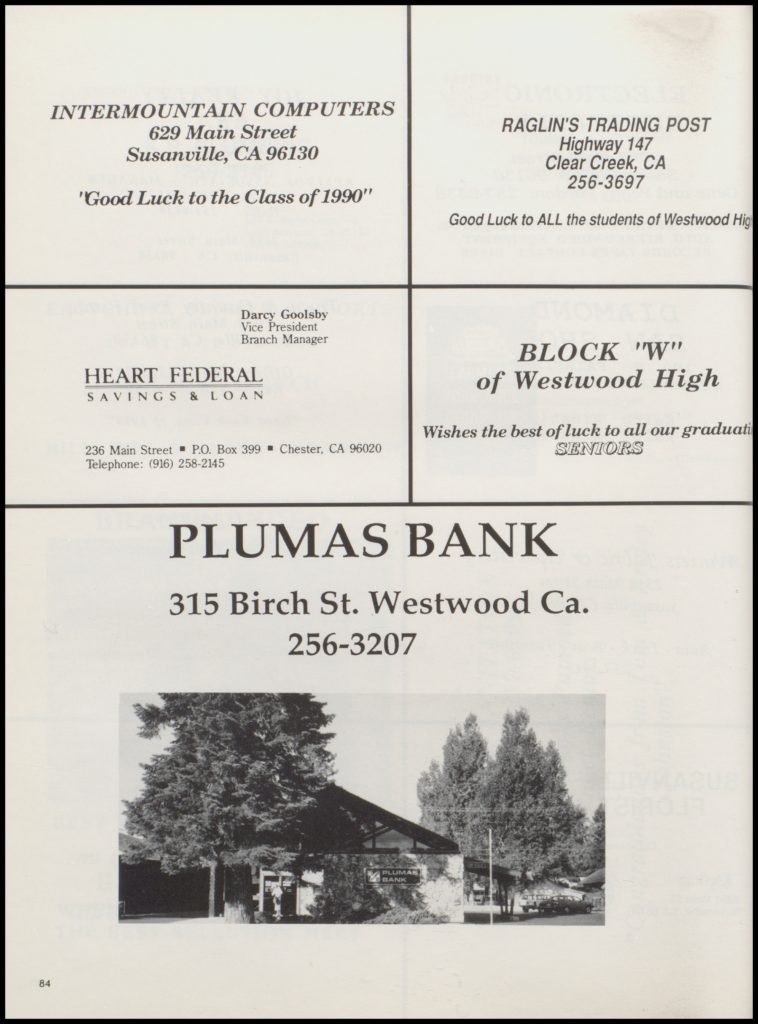 INTERMOUNTAIN COMPUTERS
629 Main Street
Susanville, CA 96130
"Good Luck to the Class of 1990"
RAGLIN'S TRADING POST
Highway 147
Clear Creek, CA
256-3697
Good Luck to ALL the students of Westwood Hig
Darcy Goolsby
Vice President
Branch Manager
HEART FEDERAL
SAVINGS & LOAN
236 Main Street ▪ P.O. Box 399 ▪ Chester, CA 96020
Telephone: (916) 258-2145
BLOCK "W"
of Westwood High
Wishes the best of luck to all our graduati
SENIORS
PLUMAS BANK
315 Birch St. Westwood Ca.
256-3207
PLUMAS
BANK
84